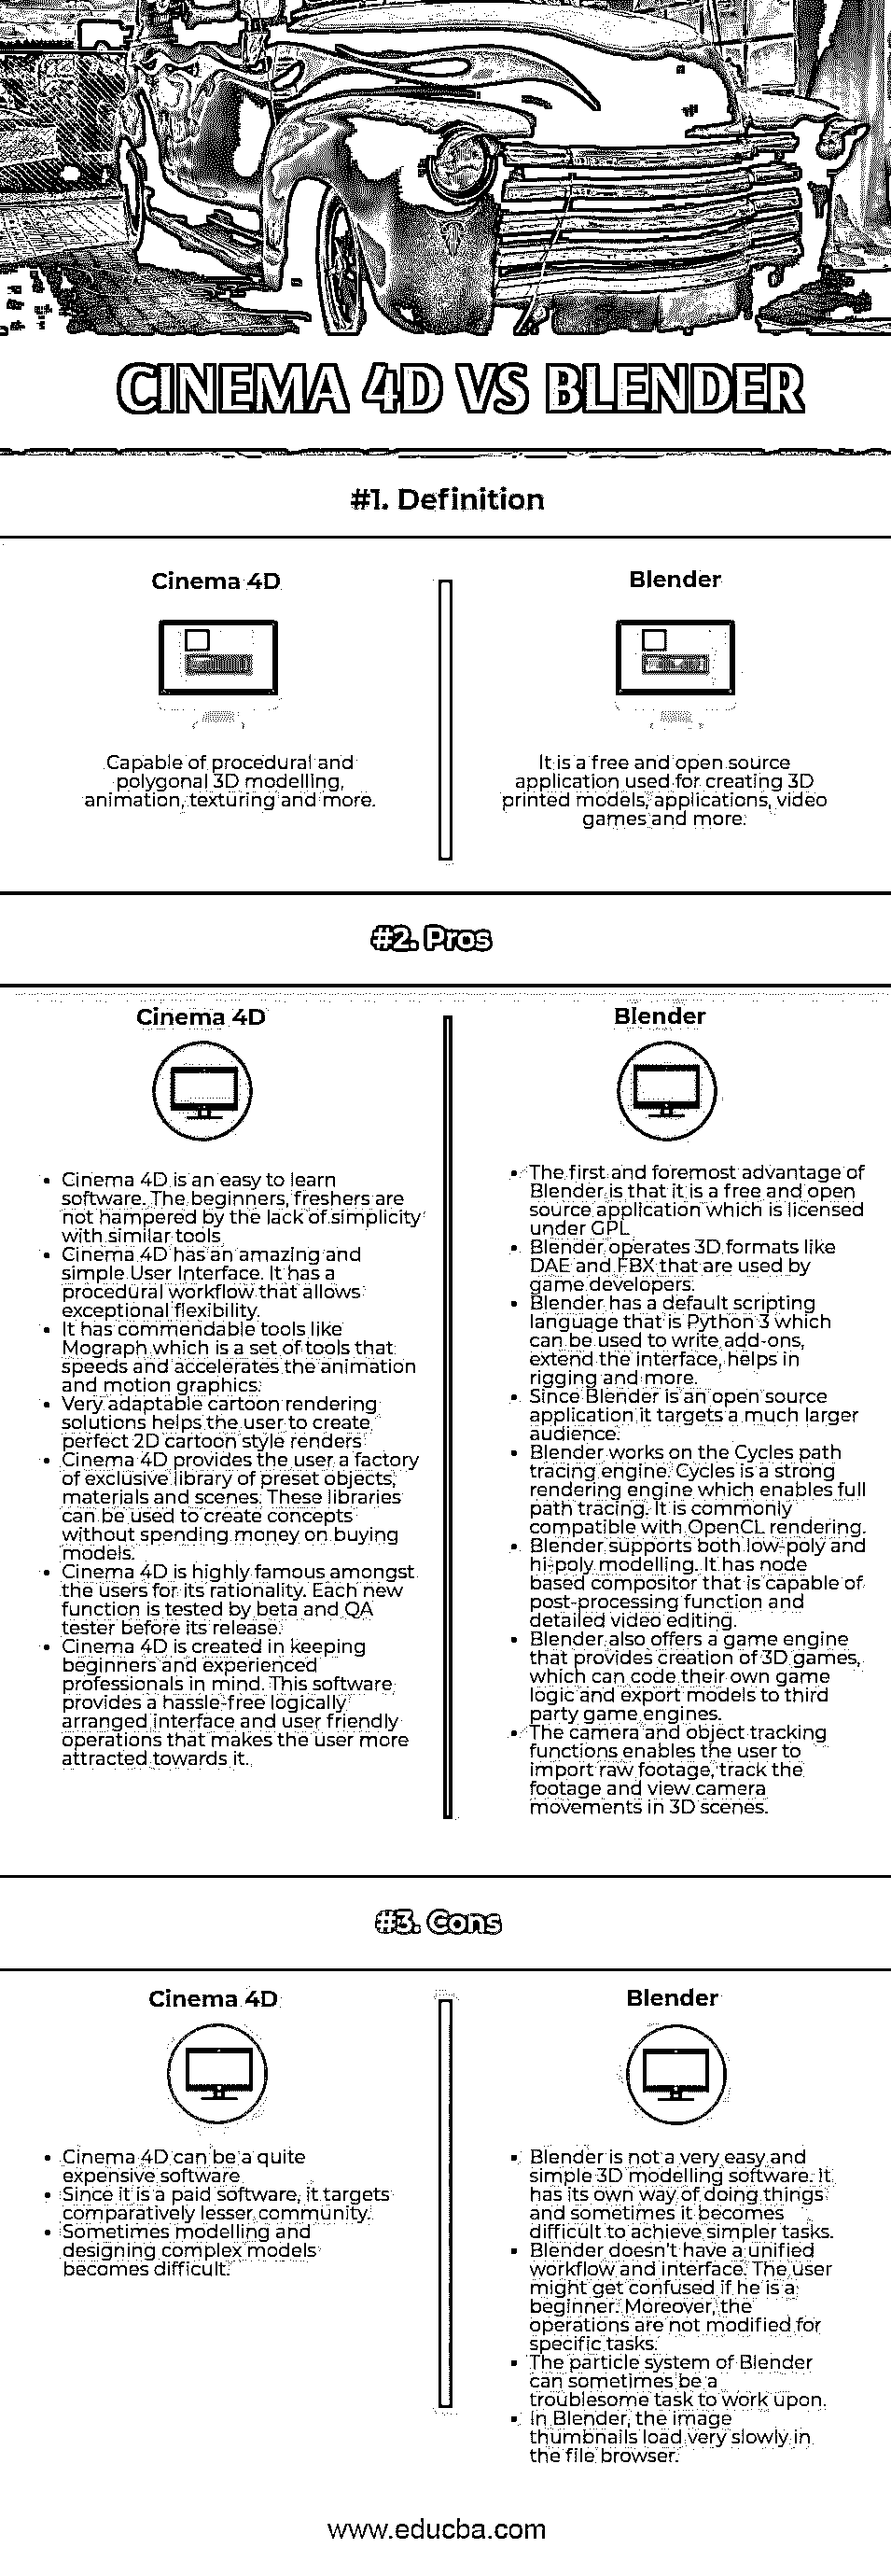 CINEMA 4D VS BLENDER
#1. Definition
Cinema 4D
Capable of procedural and
polygonal 3D modelling,
animation, texturing and more.
Blender
It is a free and open source
application used for creating 3D
printed models, applications, video
games and more.
#2. Pros
Cinema 4D
• Cinema 4D is an easy to learn
software. The beginners, freshers are
not hampered by the lack of simplicity
with similar tools
• Cinema 4D has an amazing and
simple User Interface. It has a
procedural workflow that allows
exceptional flexibility.
• It has commendable tools like
Mograph which is a set of tools that
speeds and accelerates the animation
and motion graphics.
• Very adaptable cartoon rendering
solutions helps the user to create
perfect 2D cartoon style renders
• Cinema 4D provides the user a factory
of exclusive library of preset objects,
materials and scenes. These libraries
can be used to create concepts
without spending money on buying
models.
• Cinema 4D is highly famous amongst
the users for its rationality. Each new
function is tested by beta and QA
tester before its release.
• Cinema 4D is created in keeping
beginners and experienced
professionals in mind. This software
provides a hassle-free logically
arranged interface and user friendly
operations that makes the user more
attracted towards it.
Blender
• The first and foremost advantage of
Blender is that it is a free and open
source application which is licensed
under GPL
• Blender operates 3D formats like
DAE and FBX that are used by
game developers.
• Blender has a default scripting
language that is Python 3 which
can be used to write add-ons,
extend the interface, helps in
rigging and more.
• Since Blender is an open source
application it targets a much larger
audience.
• Blender works on the Cycles path
tracing engine. Cycles is a strong
rendering engine which enables full
path tracing. It is commonly
compatible with OpenCL rendering.
• Blender supports both low-poly and
hi-poly modelling. It has node
based compositor that is capable of
post-processing function and
detailed video editing.
• Blender also offers a game engine
that provides creation of 3D games,
which can code their own game
logic and export models to third
party game engines.
• The camera and object tracking
functions enables the user to
import raw footage, track the
footage and view camera
movements in 3D scenes.
#3. Cons
Cinema 4D
• Cinema 4D can be a quite
expensive software
• Since it is a paid software, it targets
comparatively lesser community.
• Sometimes modelling and
designing complex models
becomes difficult.
Blender
• Blender is not a very easy and
simple 3D modelling software. It
has its own way of doing things
and sometimes it becomes
difficult to achieve simpler tasks.
• Blender doesn't have a unified
workflow and interface. The user
might get confused if he is a
beginner. Moreover, the
operations are not modified for
specific tasks.
• The particle system of Blender
can sometimes be a
troublesome task to work upon.
• In Blender, the image
thumbnails load very slowly in
the file browser.
www.educba.com